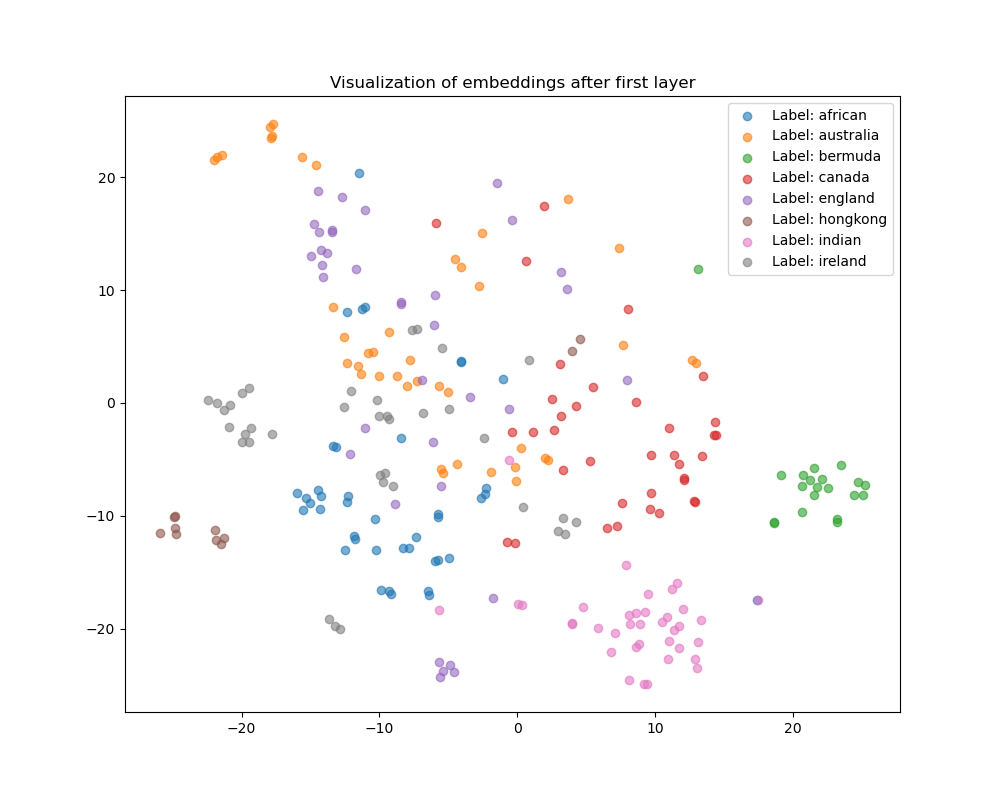 Visualization of embeddings after first layer
Label: african
Label: australia
Label: bermuda
Label: canada
Label: england
Label: hongkong
Label: indian
Label: ireland
20
10
0
−10
−20
−20 −10 0 10 20